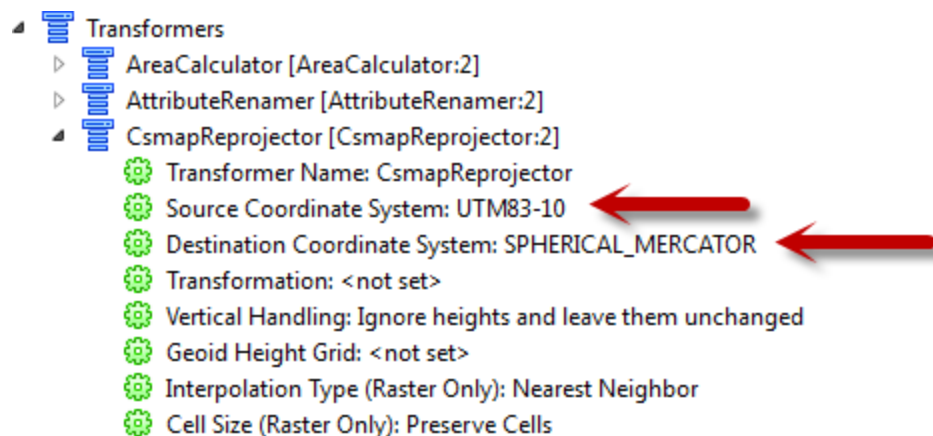 Transformers
AreaCalculator [AreaCalculator:2]
AttributeRenamer [AttributeRenamer:2]
CsmapReprojector [CsmapReprojector:2]
Transformer Name: CsmapReprojector
Source Coordinate System: UTM83-10
Destination Coordinate System: SPHERICAL_MERCATOR
Transformation: <not set>
Vertical Handling: Ignore heights and leave them unchanged
Geoid Height Grid: <not set>
Interpolation Type (Raster Only): Nearest Neighbor
Cell Size (Raster Only): Preserve Cells